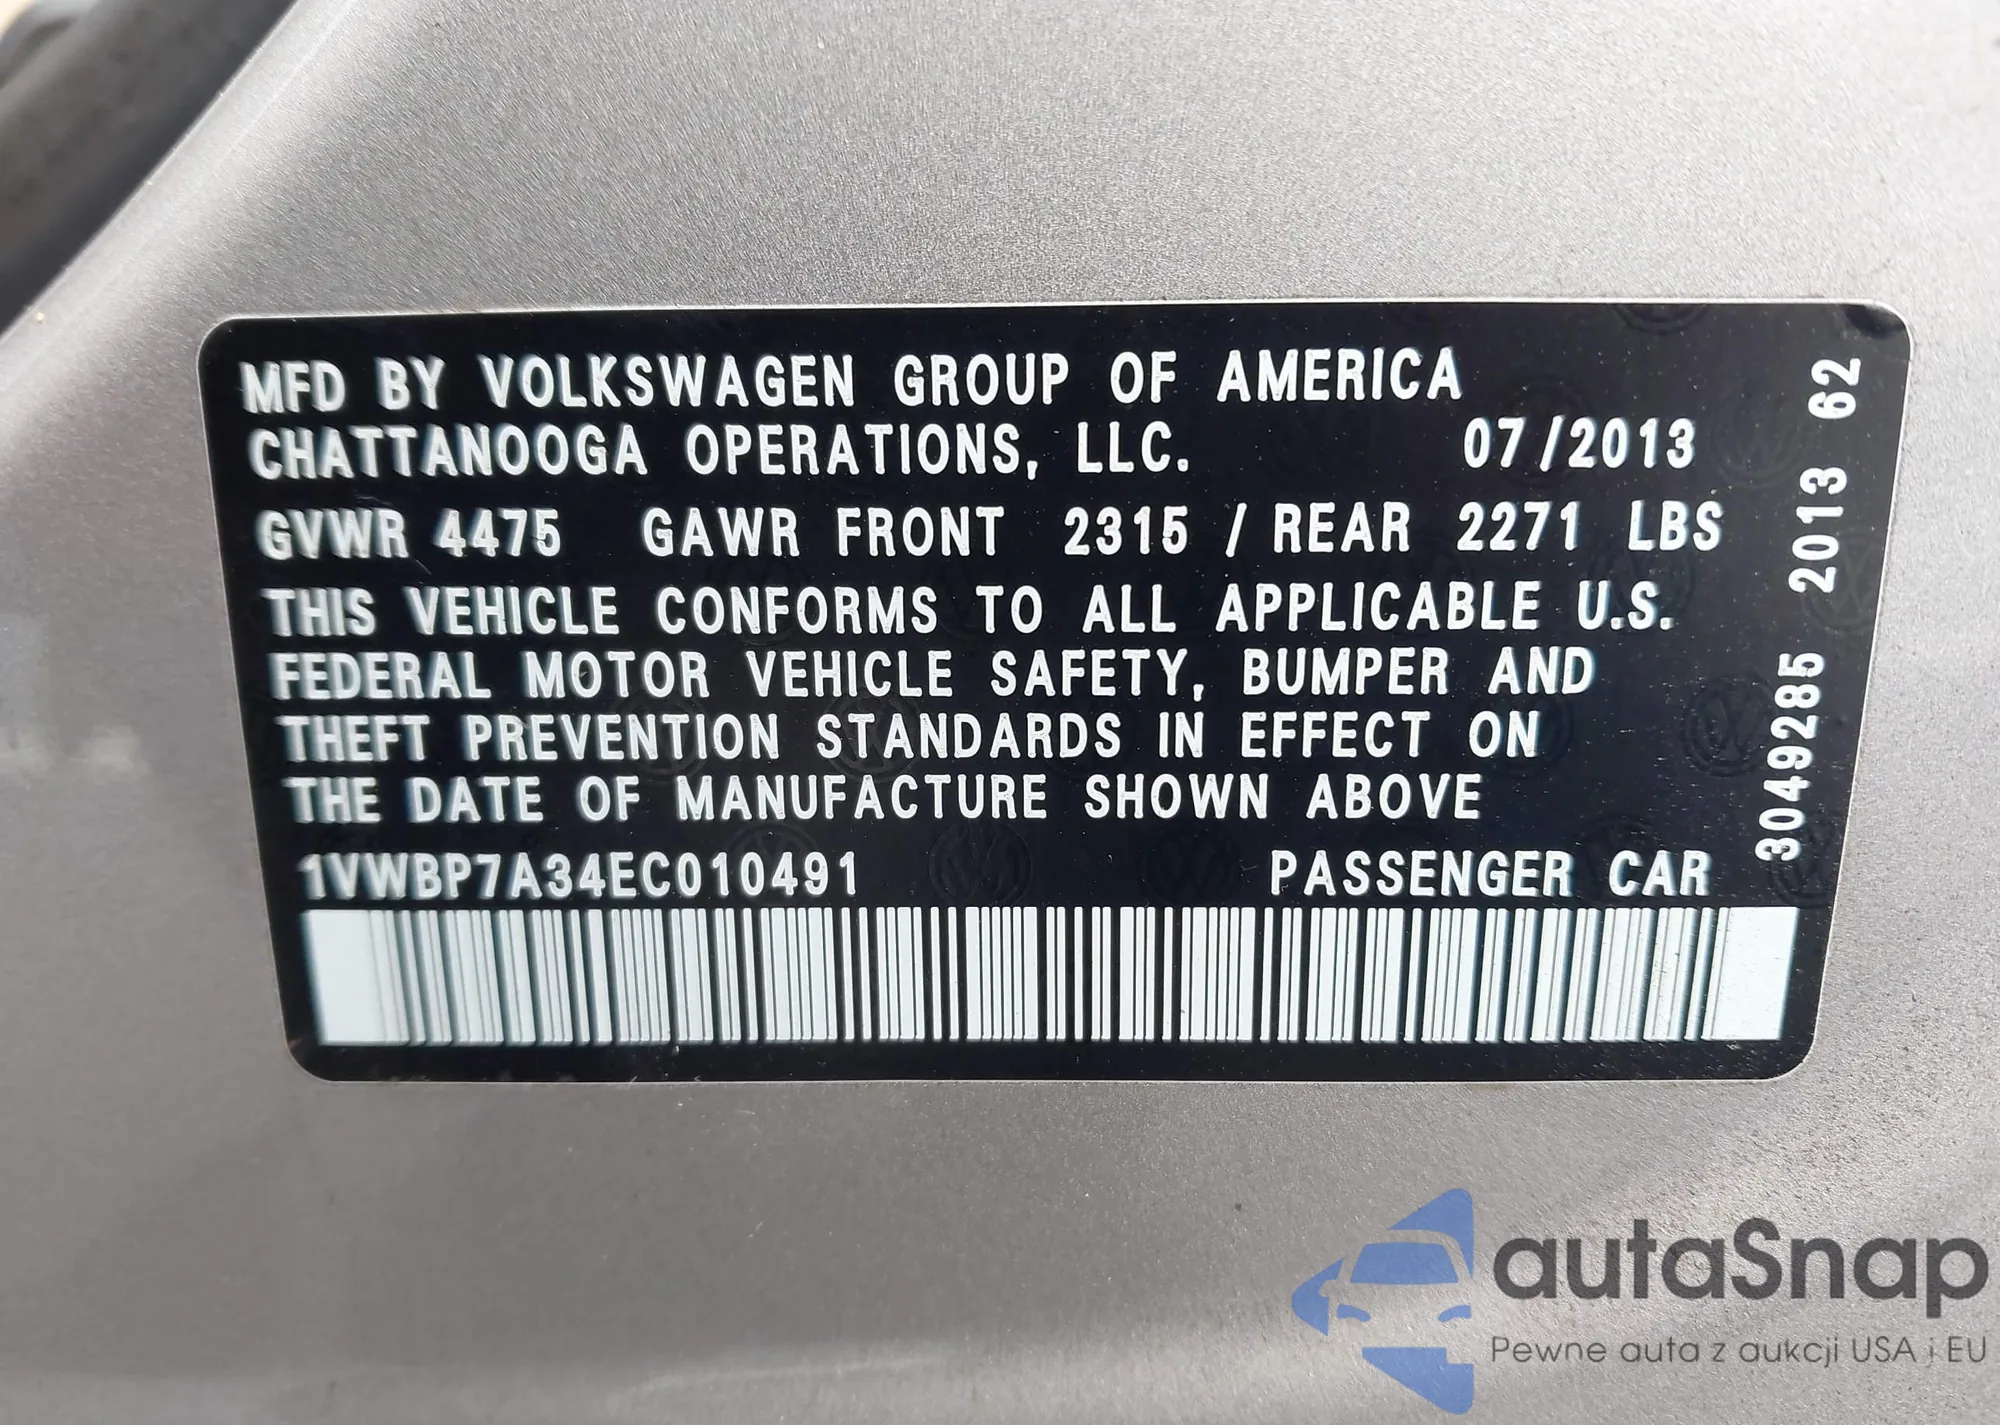 MFD BY VOLKSWAGEN GROUP OF AMERICA
CHATTANOOGA OPERATIONS, LLC. 07/2013
GVWR 4475 GAWR FRONT 2315 / REAR 2271 LBS
THIS VEHICLE CONFORMS TO ALL APPLICABLE U.S.
FEDERAL MOTOR VEHICLE SAFETY, BUMPER AND
THEFT PREVENTION STANDARDS IN EFFECT ON
THE DATE OF MANUFACTURE SHOWN ABOVE
1VWBP7A34EC010491 PASSENGER CAR
3049285 2013 62
autaSnap
Pewne auta z aukcji USA i EU